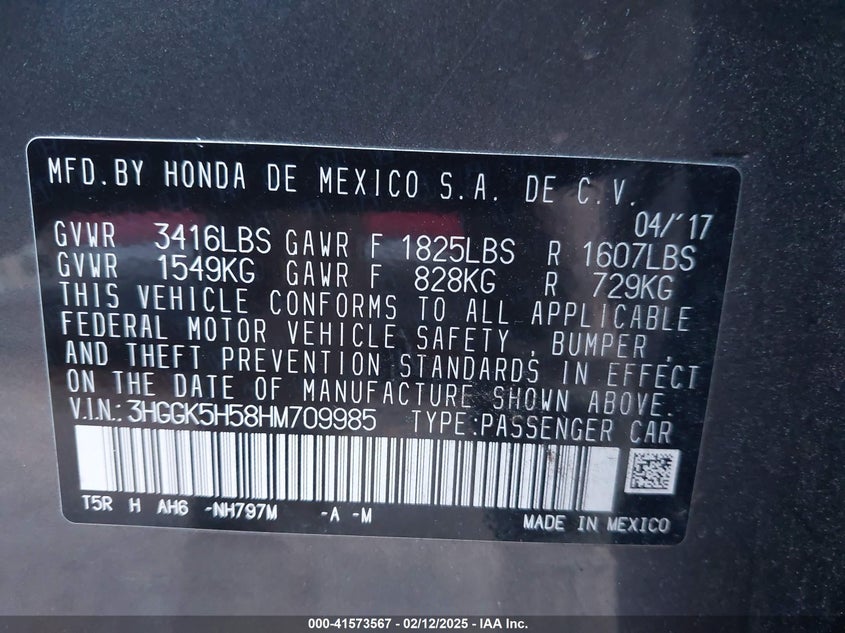 MFD.BY HONDA DE MEXICO S.A. DE C.V.
04/'17
GVWR 3416LBS GAWR F 1825LBS R 1607LBS
GVWR 1549KG GAWR F 828KG R 729KG
THIS VEHICLE CONFORMS TO ALL APPLICABLE
FEDERAL MOTOR VEHICLE SAFETY , BUMPER ,
AND THEFT PREVENTION STANDARDS IN EFFECT
ON THE DATE OF MANUFACTURE SHOWN ABOVE.
V.I.N.: 3HGGK5H58HM709985 TYPE:PASSENGER CAR
T5R H AH6 -NH797M -A -M
MADE IN MEXICO
000-41573567 - 02/12/2025 - IAA Inc.